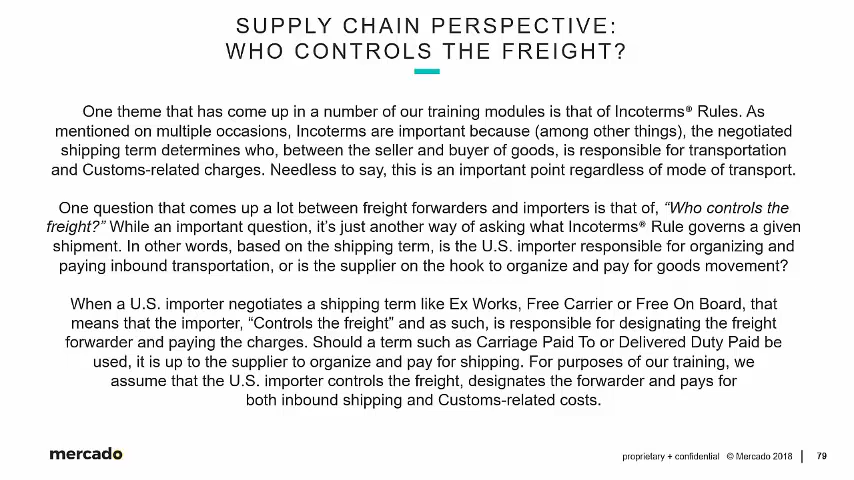 SUPPLY CHAIN PERSPECTIVE:
WHO CONTROLS THE FREIGHT?
One theme that has come up in a number of our training modules is that of Incoterms® Rules. As
mentioned on multiple occasions, Incoterms are important because (among other things), the negotiated
shipping term determines who, between the seller and buyer of goods, is responsible for transportation
and Customs-related charges. Needless to say, this is an important point regardless of mode of transport.
One question that comes up a lot between freight forwarders and importers is that of, “Who controls the
freight?” While an important question, it’s just another way of asking what Incoterms® Rule governs a given
shipment. In other words, based on the shipping term, is the U.S. importer responsible for organizing and
paying inbound transportation, or is the supplier on the hook to organize and pay for goods movement?
When a U.S. importer negotiates a shipping term like Ex Works, Free Carrier or Free On Board, that
means that the importer, “Controls the freight” and as such, is responsible for designating the freight
forwarder and paying the charges. Should a term such as Carriage Paid To or Delivered Duty Paid be
used, it is up to the supplier to organize and pay for shipping. For purposes of our training, we
assume that the U.S. importer controls the freight, designates the forwarder and pays for
both inbound shipping and Customs-related costs.
mercado
proprietary + confidential © Mercado 2018 | 79